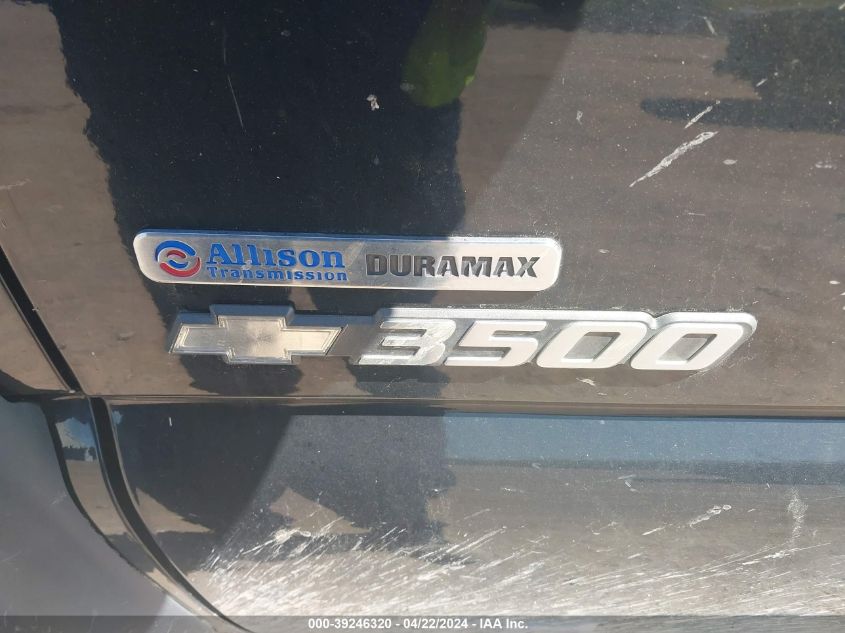 Allison
Transmission
DURAMAX
3500
000-39246320 - 04/22/2024 - IAA Inc.